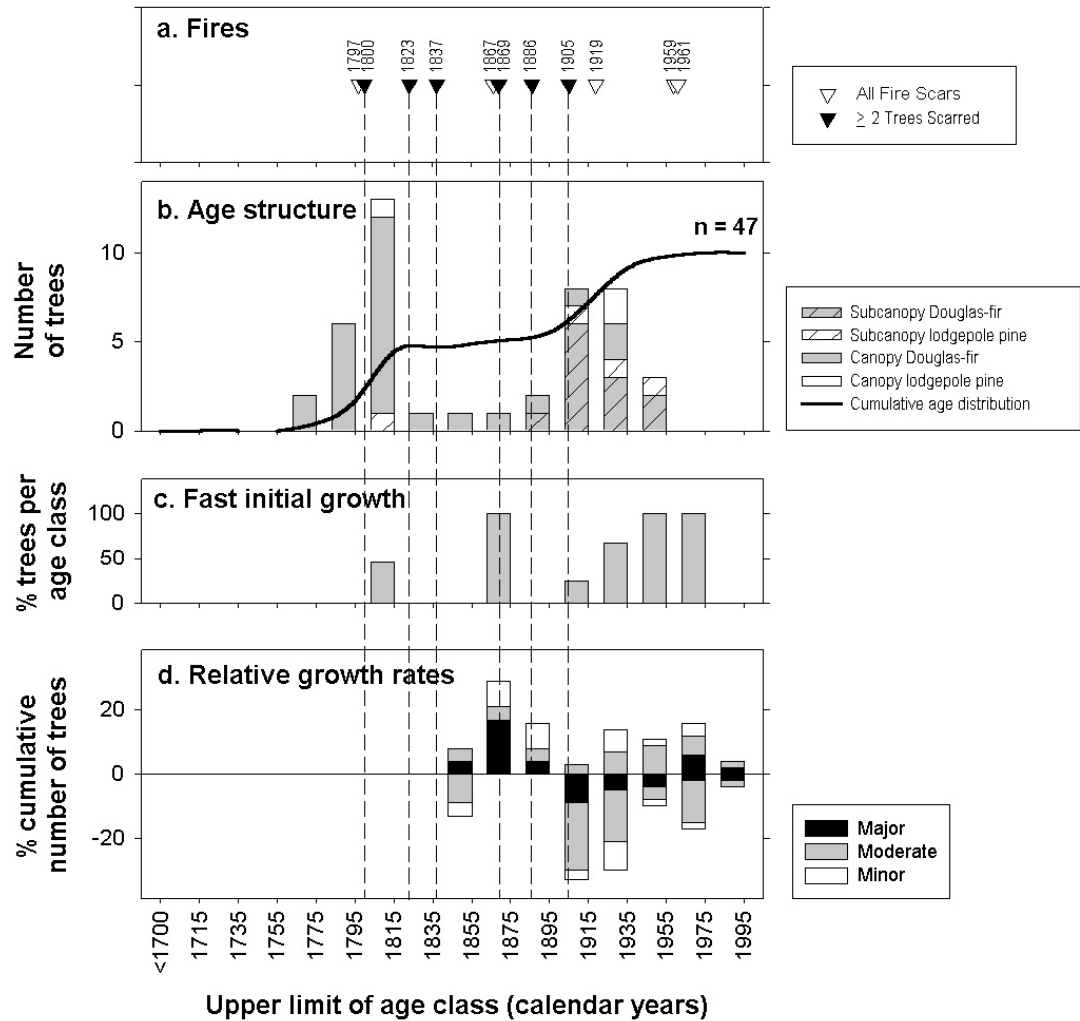 a. Fires
1797
1800
1823
1837
1867
1869
1886
1905
1919
1959
1961
All Fire Scars
≥ 2 Trees Scarred
b. Age structure
n = 47
Number
of trees
10
5
0
Subcanopy Douglas-fir
Subcanopy lodgepole pine
Canopy Douglas-fir
Canopy lodgepole pine
Cumulative age distribution
c. Fast initial growth
% trees per
age class
100
50
0
d. Relative growth rates
% cumulative
number of trees
20
0
-20
Major
Moderate
Minor
<1700
1715
1735
1755
1775
1795
1815
1835
1855
1875
1895
1915
1935
1955
1975
1995
Upper limit of age class (calendar years)